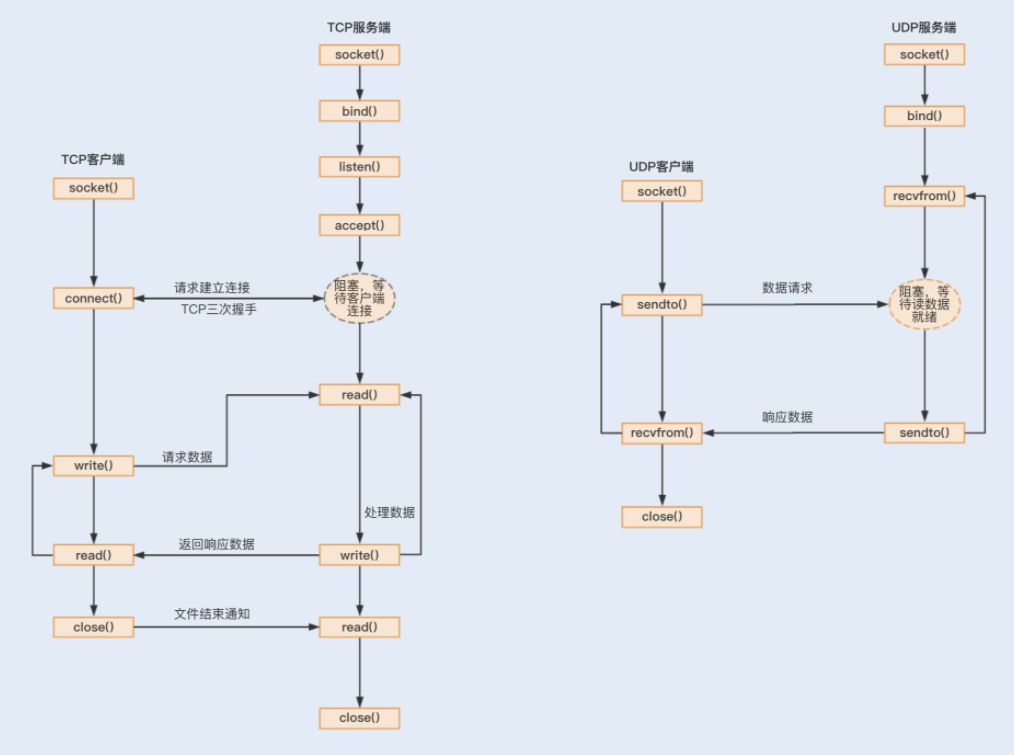 TCP服务端
socket()
bind()
listen()
accept()
阻塞，等
待客户端
连接
read()
处理数据
write()
read()
close()
TCP客户端
socket()
connect()
请求建立连接
TCP三次握手
write()
请求数据
read()
返回响应数据
close()
文件结束通知
UDP服务端
socket()
bind()
recvfrom()
阻塞，等
待读数据
就绪
sendto()
UDP客户端
socket()
sendto()
数据请求
recvfrom()
响应数据
close()